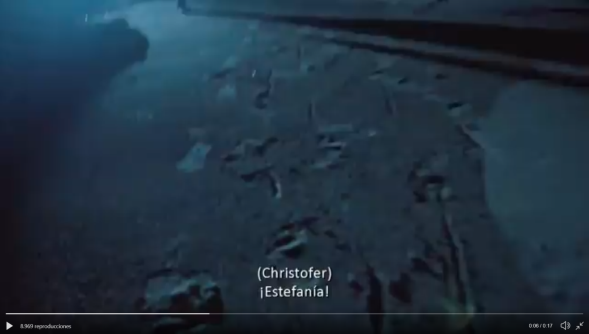 (Christofer)
¡Estefanía!
8.969 reproducciones
0:06 / 0:17